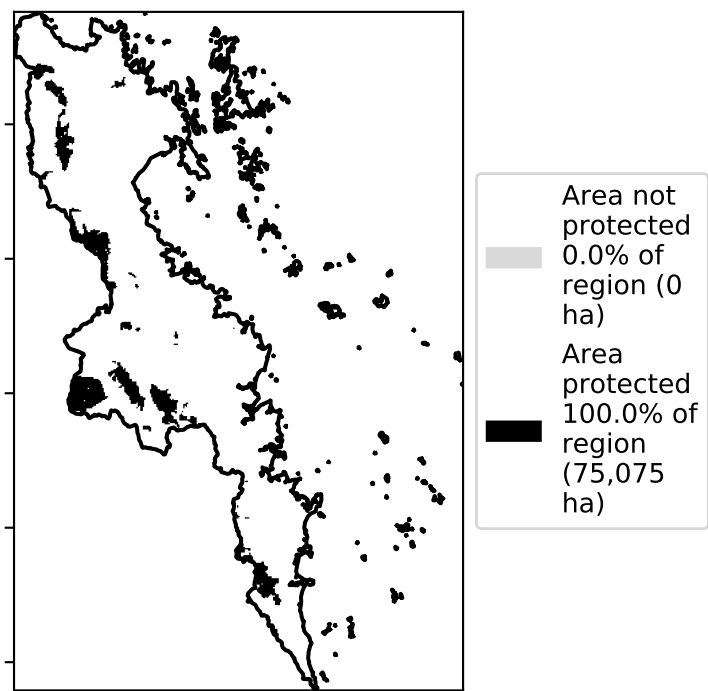 Area not
protected
0.0% of
region (0
ha)
Area
protected
100.0% of
region
(75,075
ha)